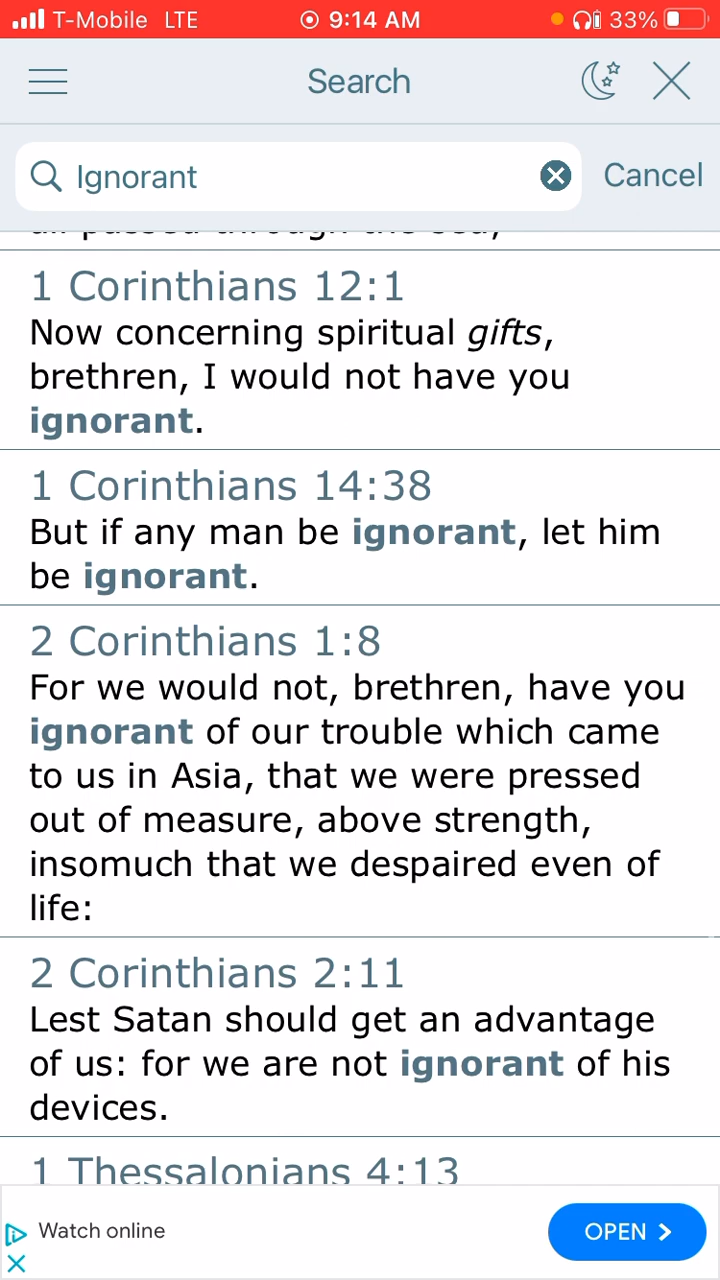 T-Mobile LTE 9:14 AM 33%
Search
Ignorant Cancel
all passed through the sea;
1 Corinthians 12:1
Now concerning spiritual gifts,
brethren, I would not have you
ignorant.
1 Corinthians 14:38
But if any man be ignorant, let him
be ignorant.
2 Corinthians 1:8
For we would not, brethren, have you
ignorant of our trouble which came
to us in Asia, that we were pressed
out of measure, above strength,
insomuch that we despaired even of
life:
2 Corinthians 2:11
Lest Satan should get an advantage
of us: for we are not ignorant of his
devices.
1 Thessalonians 4:13
Watch online
OPEN